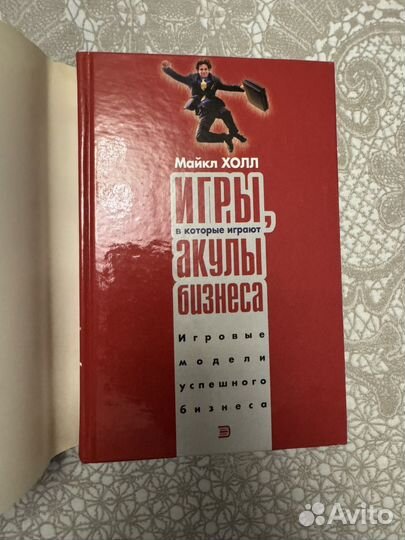 Майкл ХОЛЛ
ИГРЫ,
в которые играют
акулы
бизнеса
Игровые
модели
успешного
бизнеса
Э
Avito